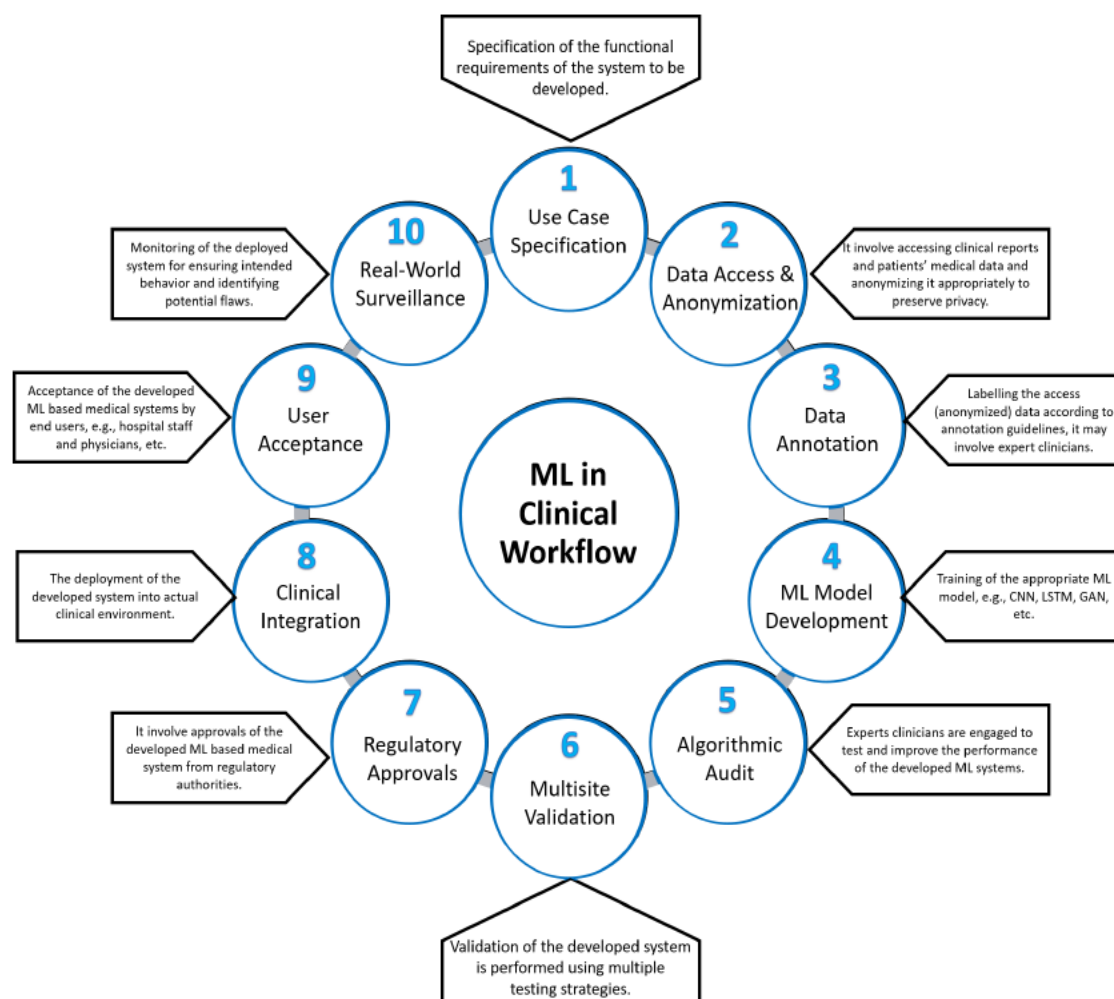 Specification of the functional
requirements of the system to be
developed.
1
Use Case
Specification
2
Data Access &
Anonymization
It involve accessing clinical reports
and patients' medical data and
anonymizing it appropriately to
preserve privacy.
3
Data
Annotation
Labelling the access
(anonymized) data according to
annotation guidelines, it may
involve expert clinicians.
4
ML Model
Development
Training of the appropriate ML
model, e.g., CNN, LSTM, GAN,
etc.
5
Algorithmic
Audit
Experts clinicians are engaged to
test and improve the performance
of the developed ML systems.
6
Multisite
Validation
Validation of the developed system
is performed using multiple
testing strategies.
7
Regulatory
Approvals
It involve approvals of the
developed ML based medical
system from regulatory
authorities.
8
Clinical
Integration
The deployment of the
developed system into actual
clinical environment.
9
User
Acceptance
Acceptance of the developed
ML based medical systems by
end users, e.g., hospital staff
and physicians, etc.
10
Real-World
Surveillance
Monitoring of the deployed
system for ensuring intended
behavior and identifying
potential flaws.
ML in
Clinical
Workflow